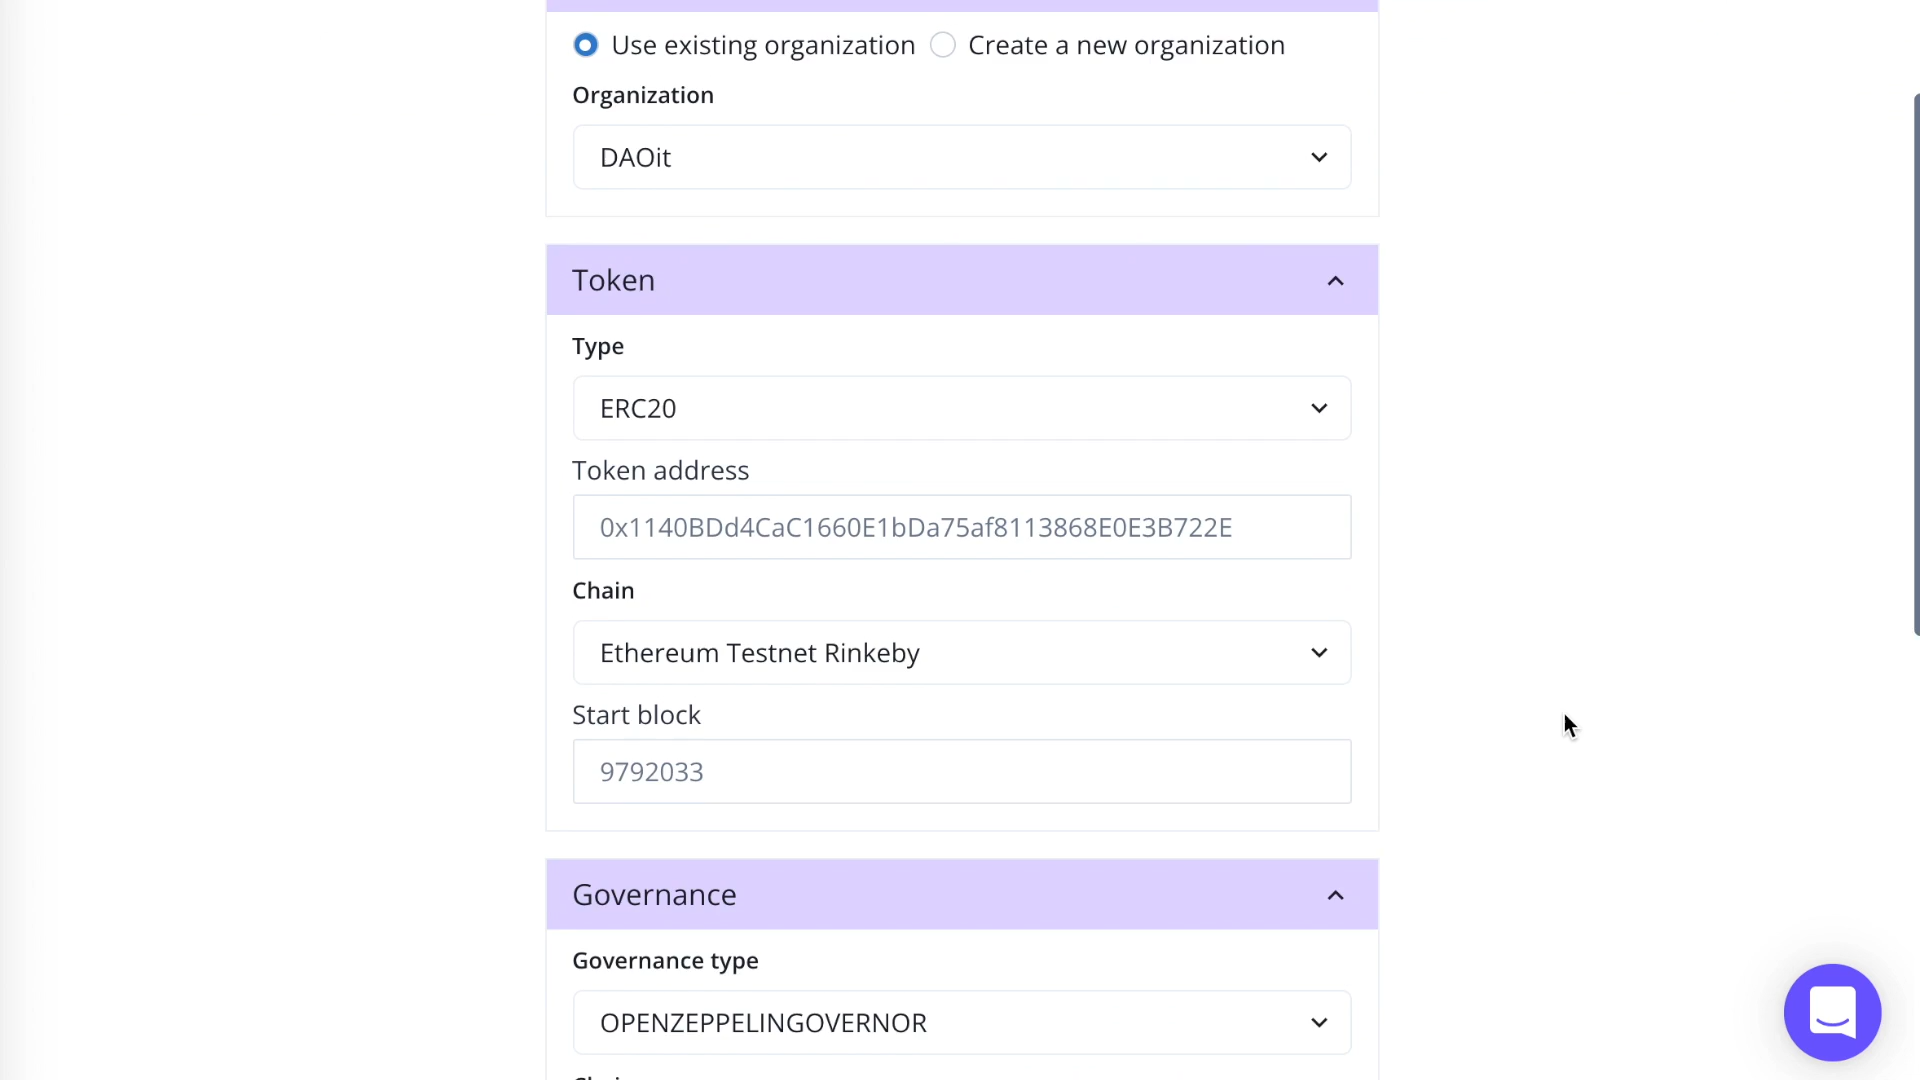 Use existing organization Create a new organization
Organization
DAOit
Token
Type
ERC20
Token address
0x1140BDd4CaC1660E1bDa75af8113868E0E3B722E
Chain
Ethereum Testnet Rinkeby
Start block
9792033
Governance
Governance type
OPENZEPPELINGOVERNOR